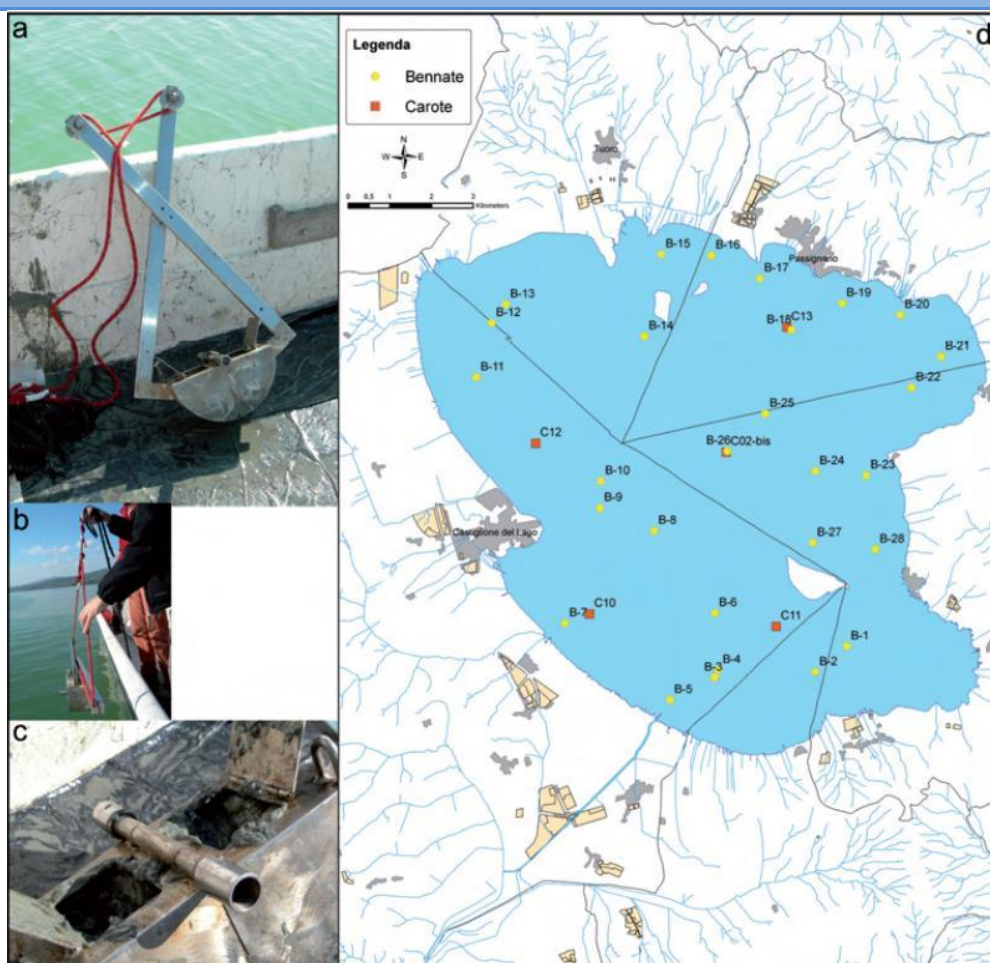 a
b
c
d
Legenda
Bennate
Carote
N
W E
S
0 1 2 3
Kilometers
Tuoro
Passignano
Castiglione del Lago
B-15
B-16
B-17
B-13
B-12
B-14
B-18 C13
B-19
B-20
B-21
B-22
B-11
B-25
C12
B-26 C02-bis
B-10
B-24
B-23
B-9
B-8
B-27
B-28
B-7
C10
B-6
C11
B-1
B-4
B-3
B-2
B-5